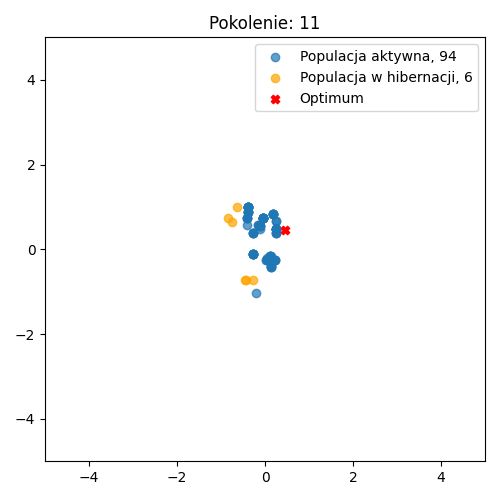 Pokolenie: 11
Populacja aktywna, 94
Populacja w hibernacji, 6
Optimum
4
2
0
−2
−4
−4
−2
0
2
4